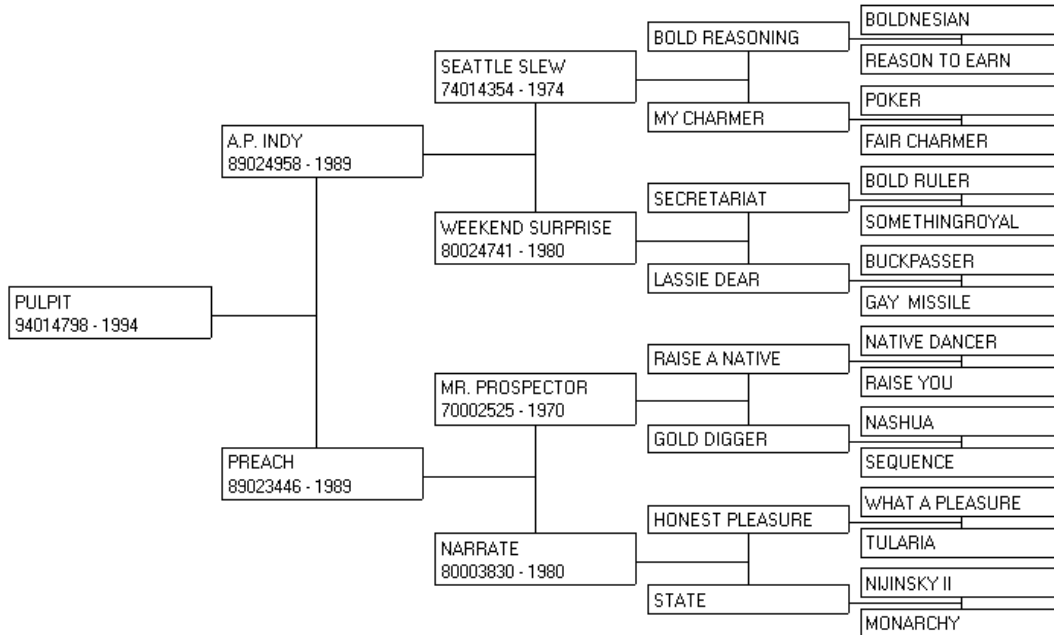 BOLDNESIAN
BOLD REASONING
REASON TO EARN
SEATTLE SLEW
74014354 - 1974
POKER
MY CHARMER
FAIR CHARMER
A.P. INDY
89024958 - 1989
BOLD RULER
SECRETARIAT
SOMETHINGROYAL
WEEKEND SURPRISE
80024741 - 1980
BUCKPASSER
LASSIE DEAR
GAY MISSILE
PULPIT
94014798 - 1994
NATIVE DANCER
RAISE A NATIVE
RAISE YOU
MR. PROSPECTOR
70002525 - 1970
NASHUA
GOLD DIGGER
SEQUENCE
PREACH
89023446 - 1989
WHAT A PLEASURE
HONEST PLEASURE
TULARIA
NARRATE
80003830 - 1980
NIJINSKY II
STATE
MONARCHY